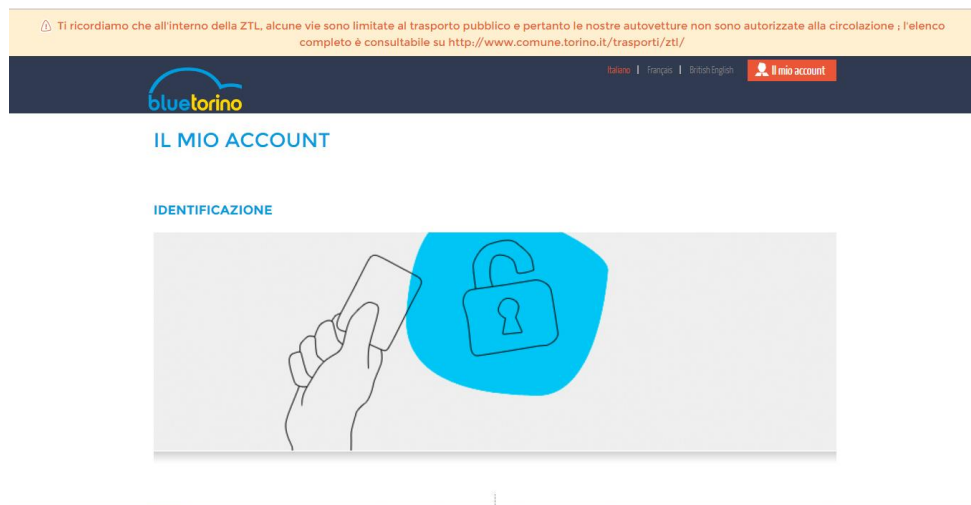 Ti ricordiamo che all'interno della ZTL, alcune vie sono limitate al trasporto pubblico e pertanto le nostre autovetture non sono autorizzate alla circolazione ; l'elenco
completo è consultabile su http://www.comune.torino.it/trasporti/ztl/
Italiano | Français | British English Il mio account
bluetorino
IL MIO ACCOUNT
IDENTIFICAZIONE